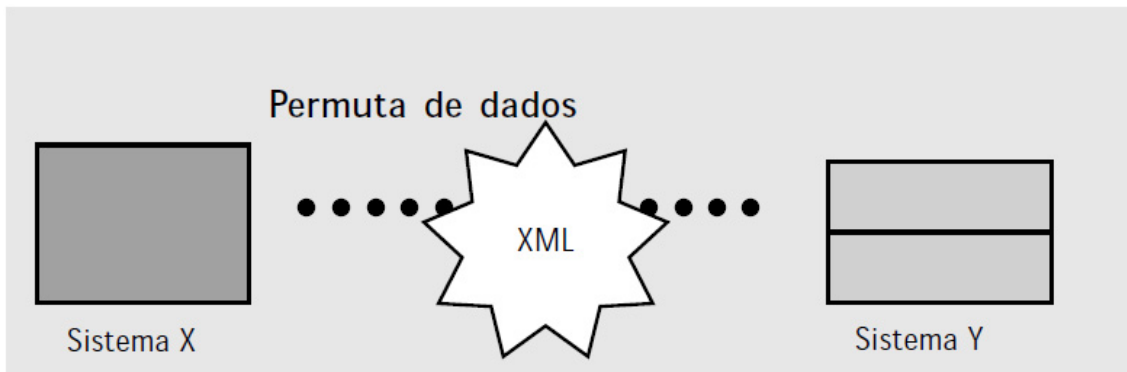 Permuta de dados
XML
Sistema X
Sistema Y